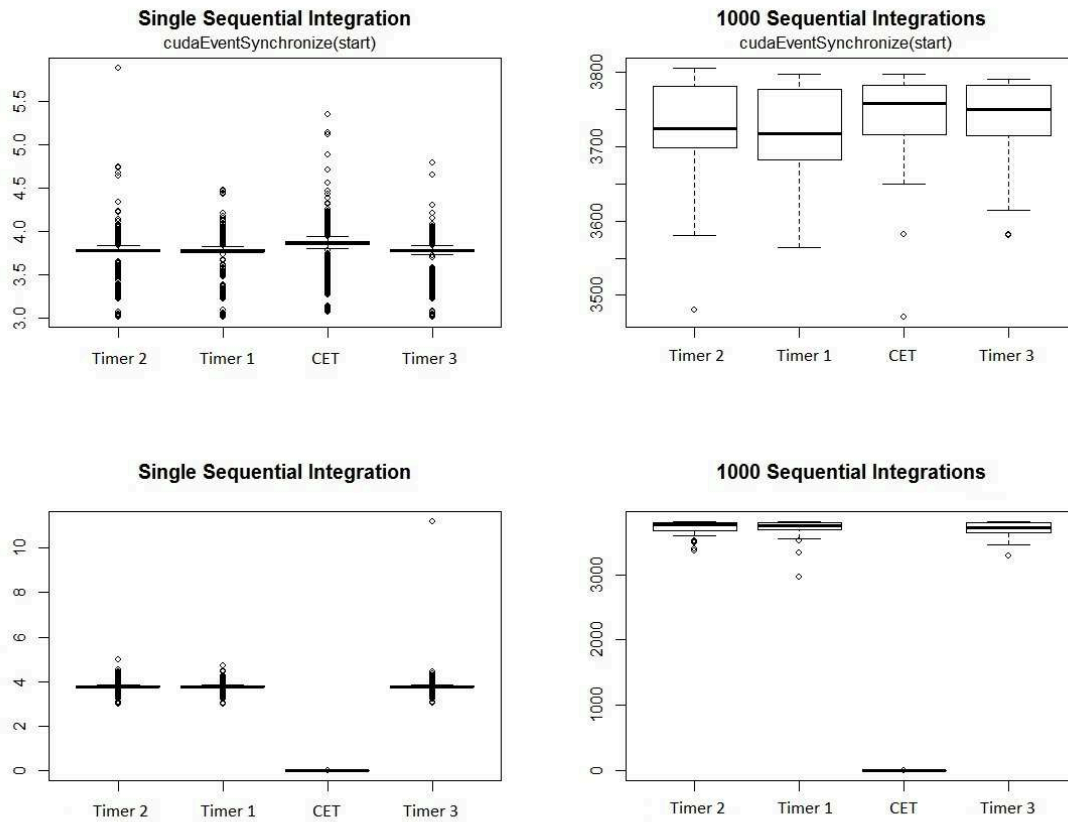 Single Sequential Integration
cudaEventSynchronize(start)
5.5
5.0
4.5
4.0
3.5
3.0
Timer 2 Timer 1 CET Timer 3
1000 Sequential Integrations
cudaEventSynchronize(start)
3800
3700
3600
3500
Timer 2 Timer 1 CET Timer 3
Single Sequential Integration
10
8
6
4
2
0
Timer 2 Timer 1 CET Timer 3
1000 Sequential Integrations
3000
2000
1000
0
Timer 2 Timer 1 CET Timer 3